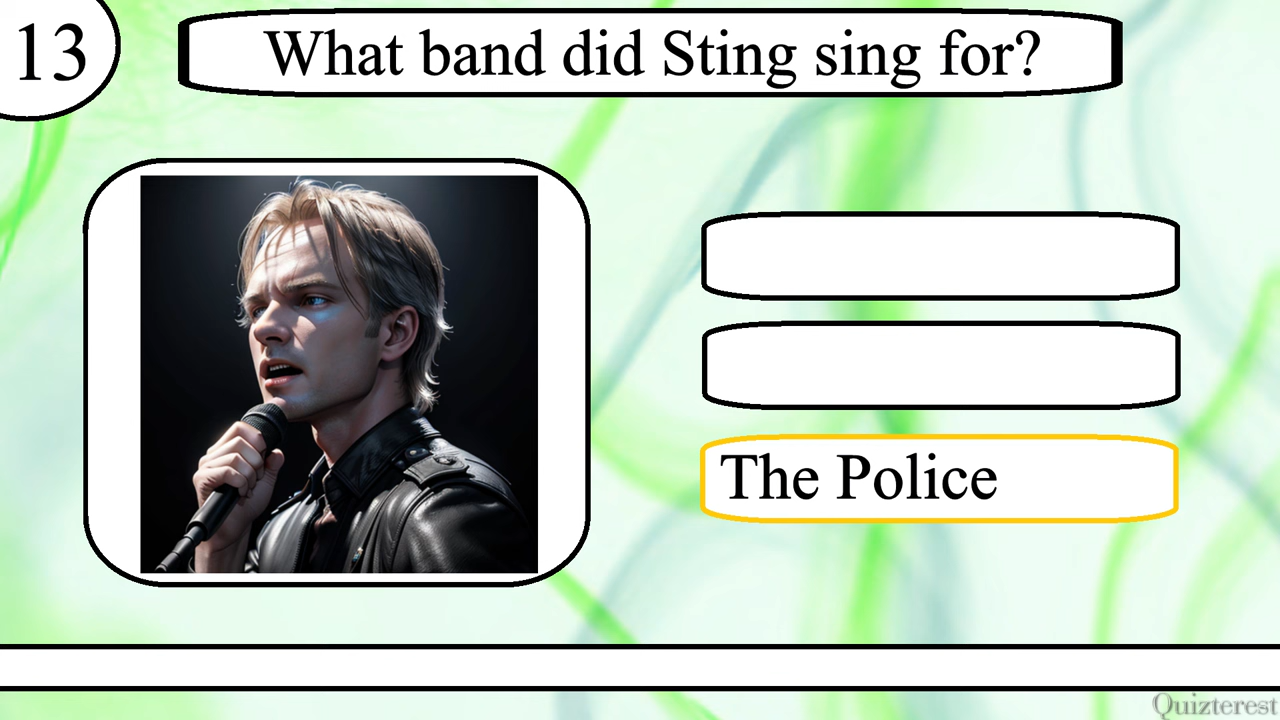 13
What band did Sting sing for?
The Police
Quizterest